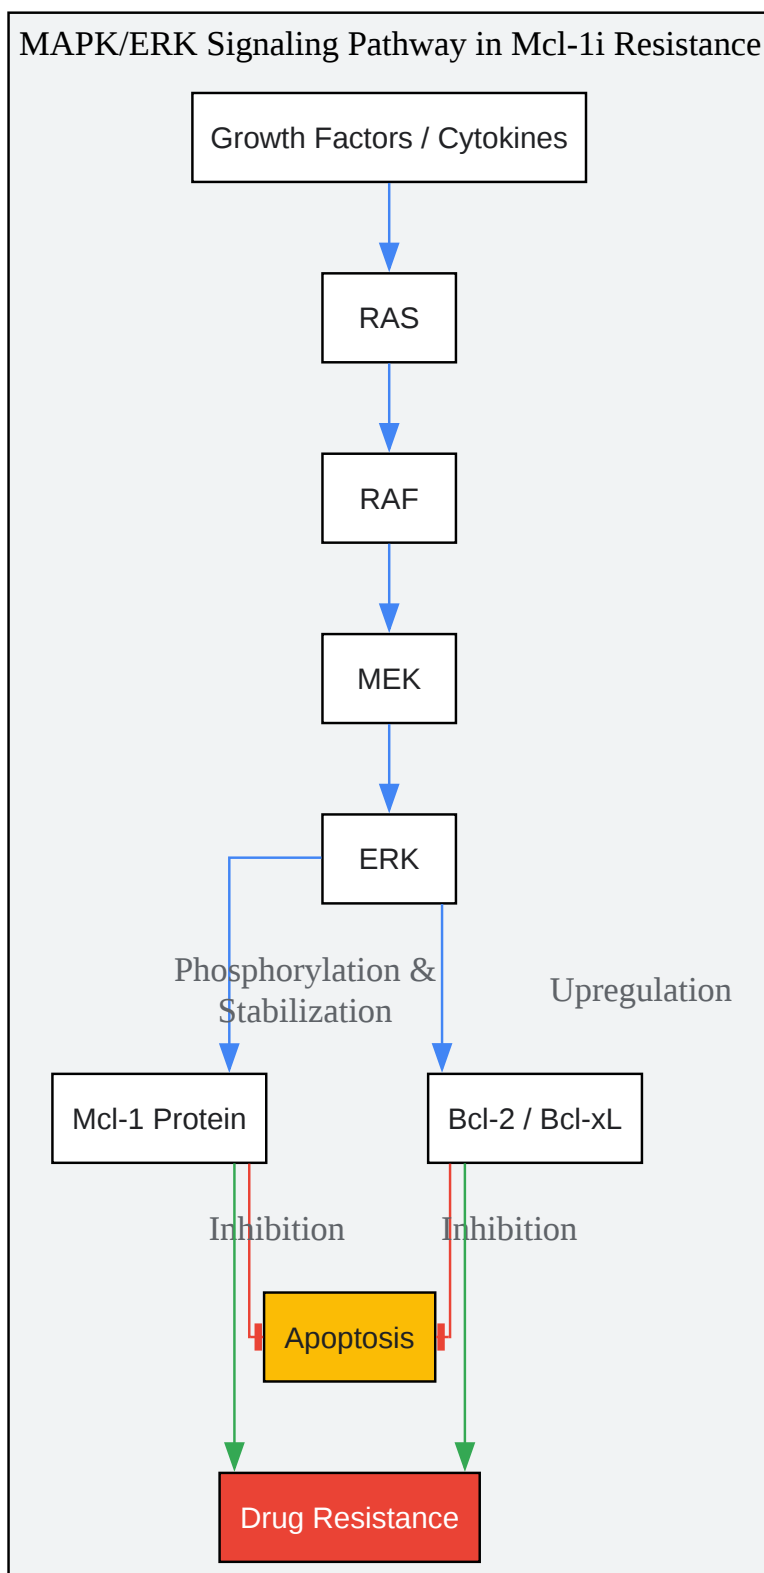 MAPK/ERK Signaling Pathway in Mcl-1i Resistance
Growth Factors / Cytokines
RAS
RAF
MEK
ERK
Phosphorylation &
Stabilization
Upregulation
Mcl-1 Protein
Bcl-2 / Bcl-xL
Inhibition
Inhibition
Apoptosis
Drug Resistance